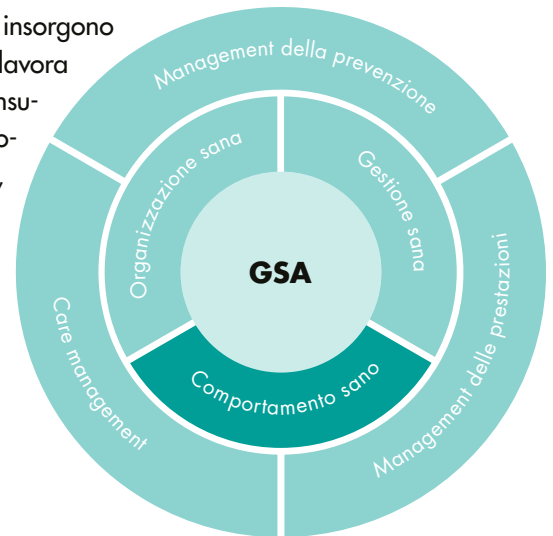 insorgono
lavora
nsu-
o-
Management della prevenzione
Organizzazione sana
Gestione sana
GSA
Comportamento sano
Care management
Management delle prestazioni